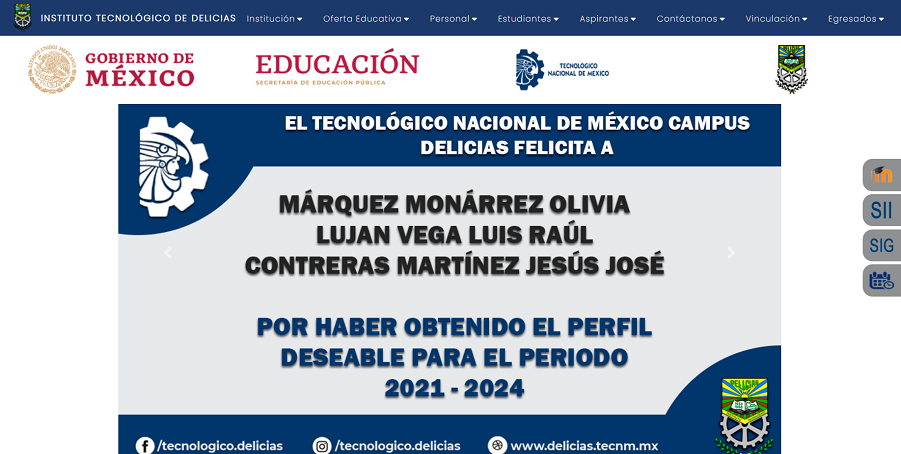 INSTITUTO TECNOLÓGICO DE DELICIAS Institución Oferta Educativa Personal Estudiantes Aspirantes Contáctanos Vinculación Egresados
GOBIERNO DE
MÉXICO
EDUCACIÓN
SECRETARÍA DE EDUCACIÓN PÚBLICA
TECNOLÓGICO
NACIONAL DE MÉXICO
EL TECNOLÓGICO NACIONAL DE MÉXICO CAMPUS
DELICIAS FELICITA A
MÁRQUEZ MONÁRREZ OLIVIA
LUJAN VEGA LUIS RAÚL
CONTRERAS MARTÍNEZ JESÚS JOSÉ
POR HABER OBTENIDO EL PERFIL
DESEABLE PARA EL PERIODO
2021 - 2024
SII
SIG
DELICIAS
/tecnologico.delicias /tecnologico.delicias www.delicias.tecnm.mx